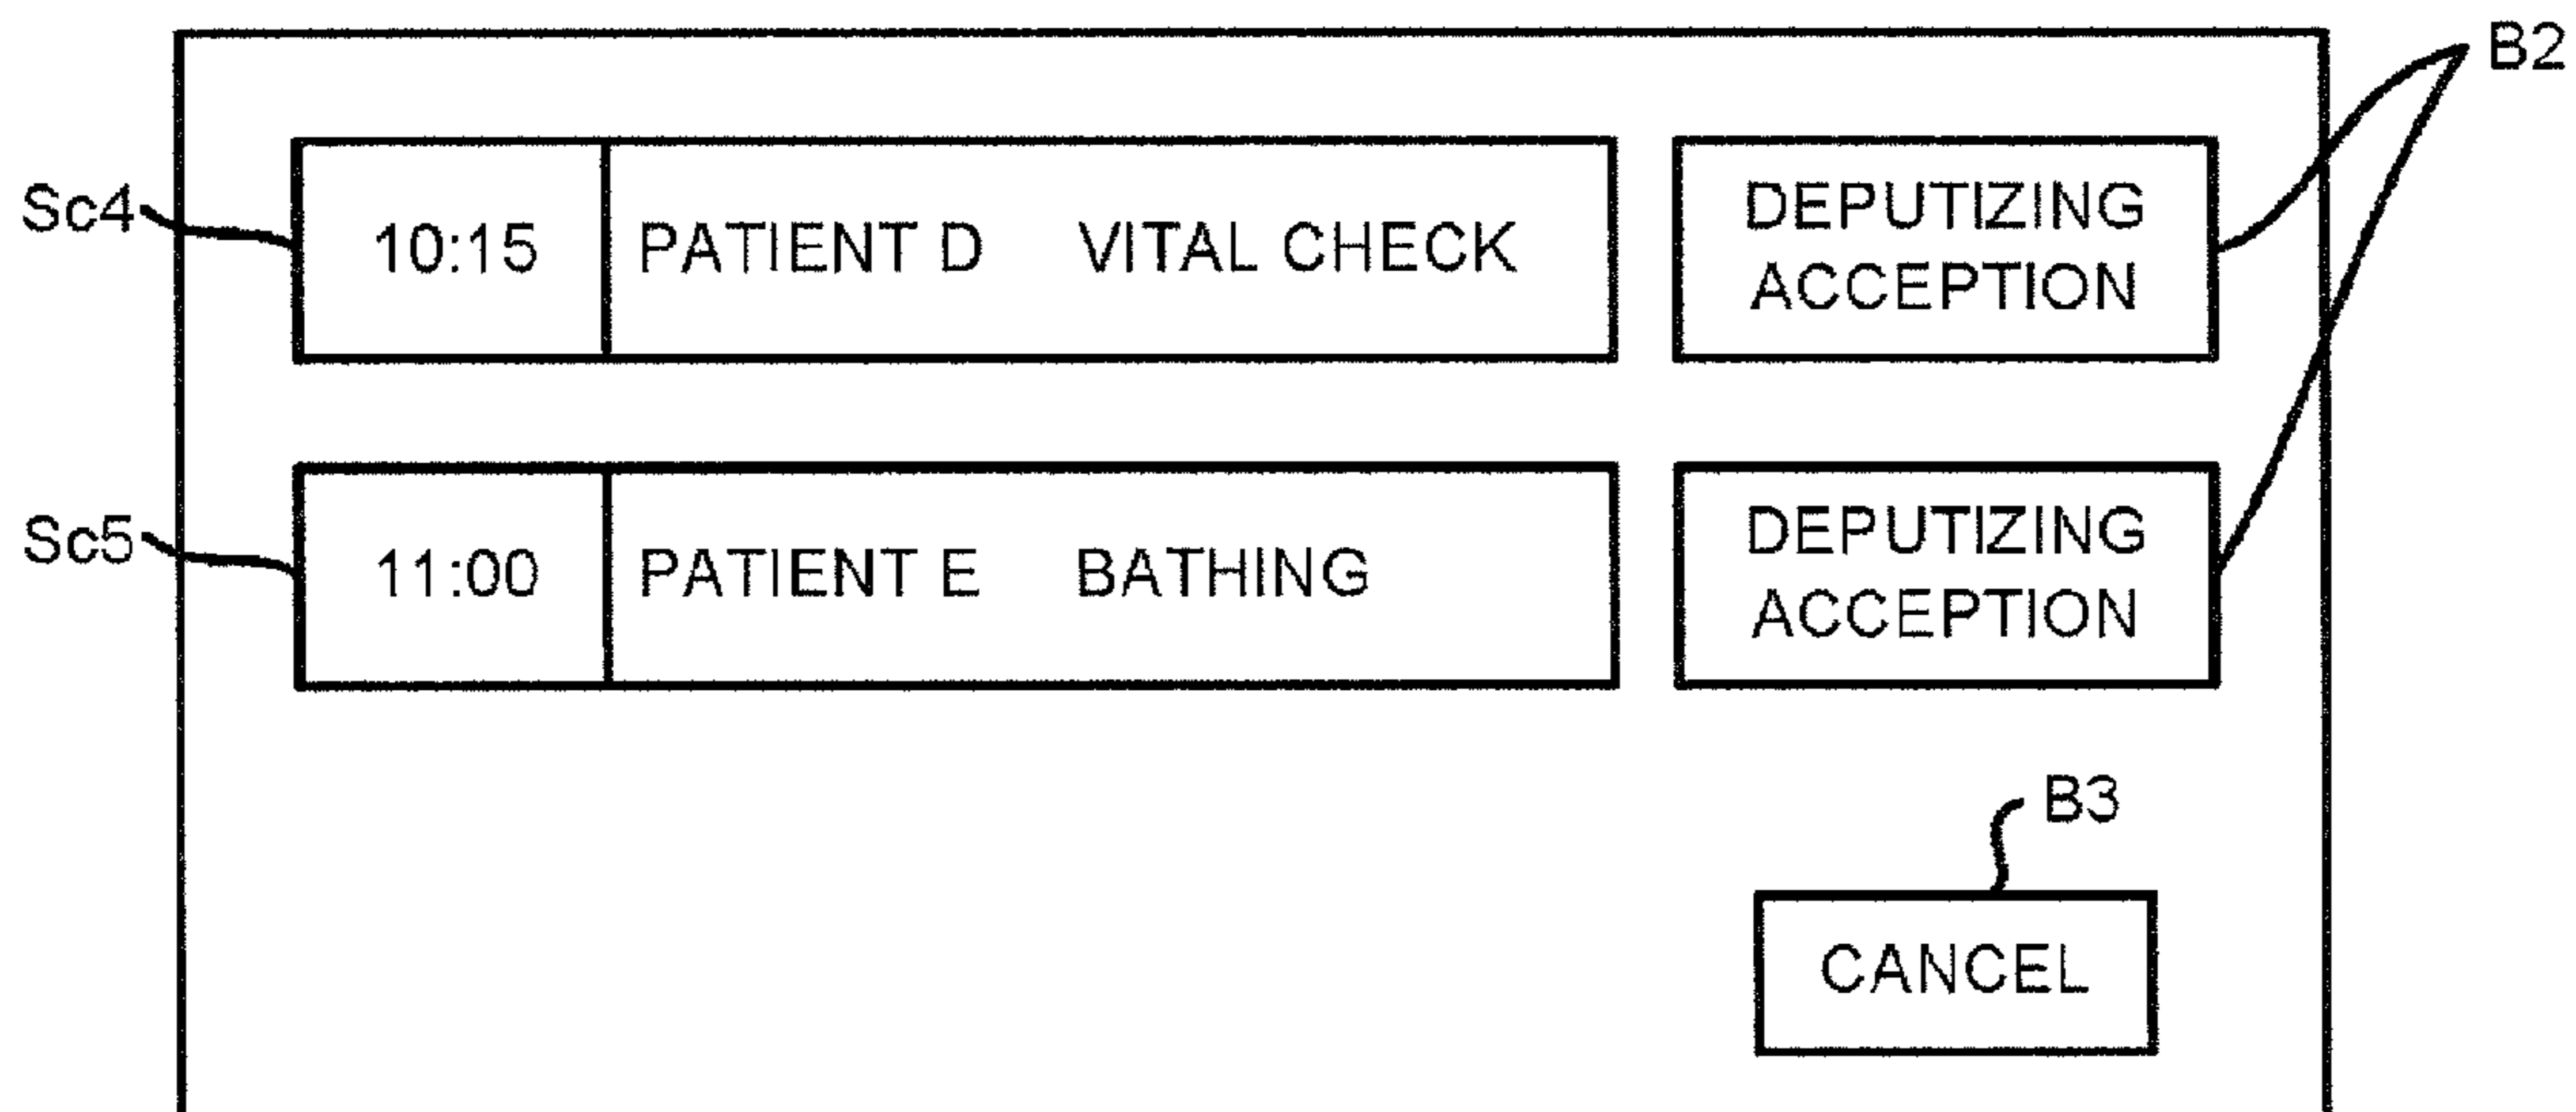 B2
Sc4
10:15 PATIENT D VITAL CHECK
DEPUTIZING
ACCEPTION
Sc5
11:00 PATIENT E BATHING
DEPUTIZING
ACCEPTION
B3
CANCEL